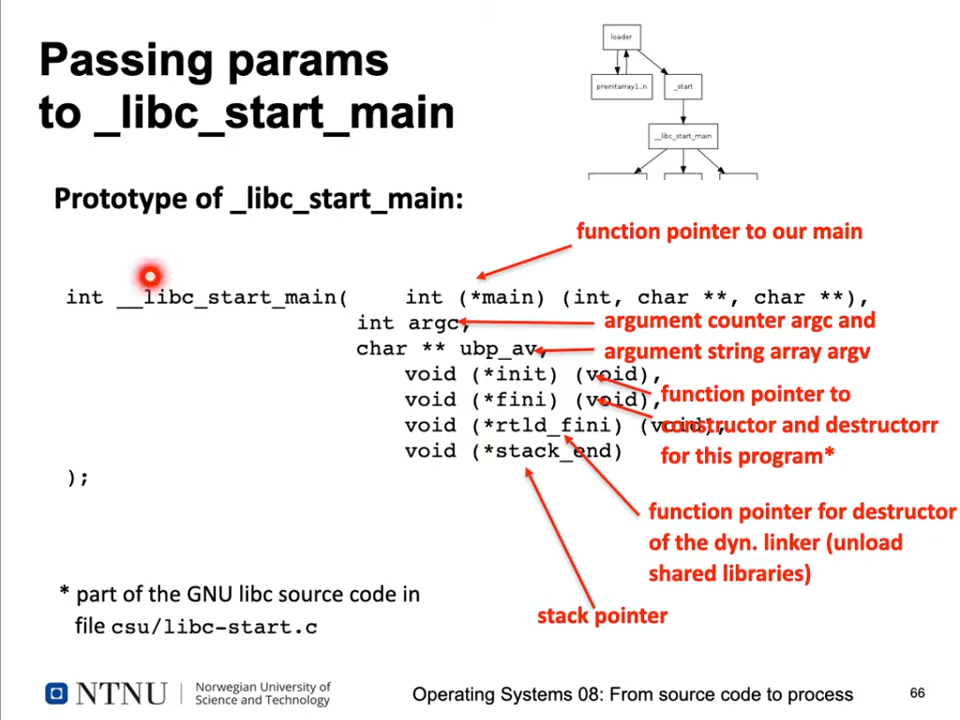 Passing params
to _libc_start_main
loader
preinitarray1..n
_start
__libc_start_main
Prototype of _libc_start_main:
function pointer to our main
int __libc_start_main( int (*main) (int, char **, char **),
int argc,
argument counter argc and
char ** ubp_av,
argument string array argv
void (*init) (void),
function pointer to
void (*fini) (void),
constructor and destructorr
void (*rtld_fini) (void),
for this program*
void (*stack_end)
);
function pointer for destructor
of the dyn. linker (unload
shared libraries)
stack pointer
* part of the GNU libc source code in
file csu/libc-start.c
NTNU
Norwegian University of
Science and Technology
Operating Systems 08: From source code to process
66